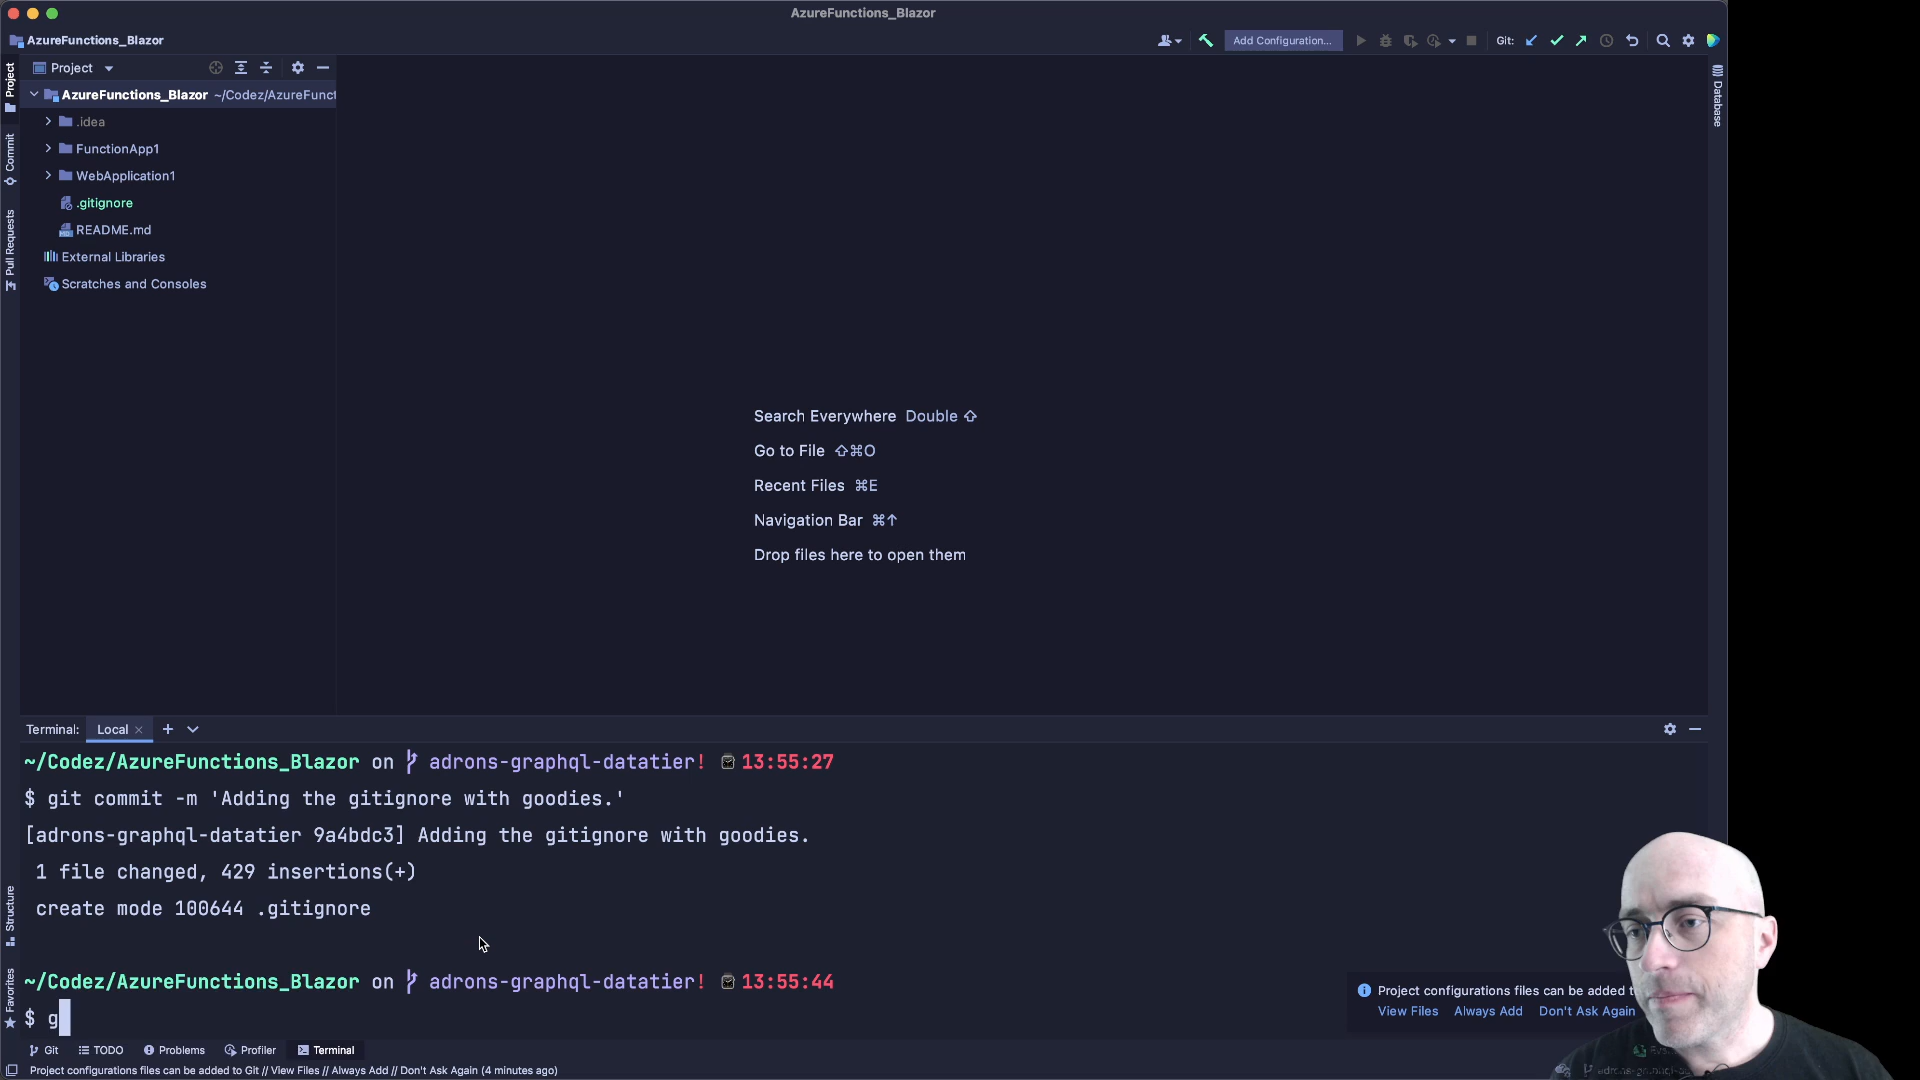 AzureFunctions_Blazor
AzureFunctions_Blazor
Add Configuration...
Git:
Project
Project
AzureFunctions_Blazor ~/Codez/AzureFunct
.idea
FunctionApp1
WebApplication1
.gitignore
README.md
External Libraries
Scratches and Consoles
Commit
Pull Requests
Structure
Favorites
Database
Search Everywhere Double ⇧
Go to File ⇧⌘O
Recent Files ⌘E
Navigation Bar ⌘↑
Drop files here to open them
Terminal: Local
~/Codez/AzureFunctions_Blazor on adrons-graphql-datatier! 13:55:27
$ git commit -m 'Adding the gitignore with goodies.'
[adrons-graphql-datatier 9a4bdc3] Adding the gitignore with goodies.
1 file changed, 429 insertions(+)
create mode 100644 .gitignore
~/Codez/AzureFunctions_Blazor on adrons-graphql-datatier! 13:55:44
$ g
Project configurations files can be added t
View Files Always Add Don't Ask Again
Git TODO Problems Profiler Terminal
Project configurations files can be added to Git // View Files // Always Add // Don't Ask Again (4 minutes ago)